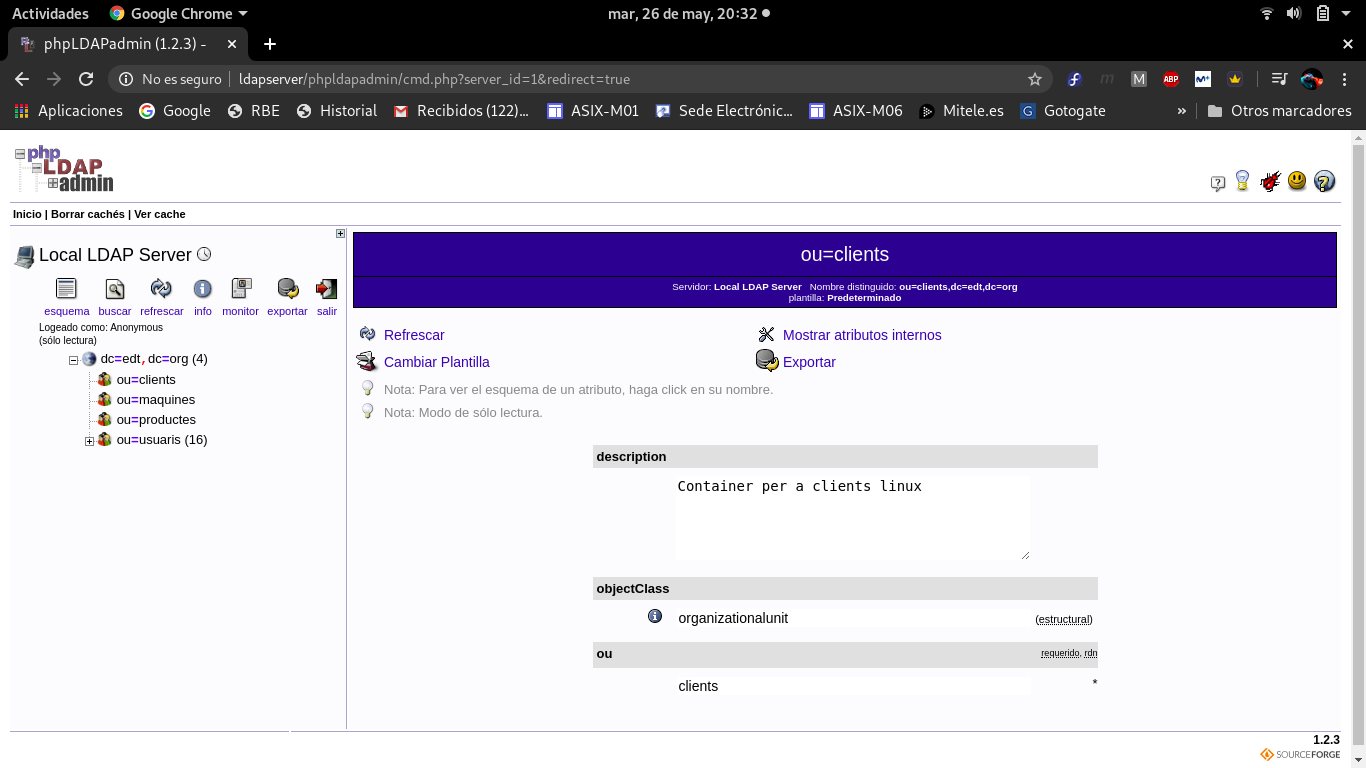 Actividades Google Chrome mar, 26 de may, 20:32
phpLDAPadmin (1.2.3) -
No es seguro ldapserver/phpldapadmin/cmd.php?server_id=1&redirect=true
Aplicaciones Google RBE Historial Recibidos (122)... ASIX-M01 Sede Electrónic... ASIX-M06 Mitele.es Gotogate » Otros marcadores
php
LDAP
admin
Inicio | Borrar cachés | Ver cache
Local LDAP Server
esquema buscar refrescar info monitor exportar salir
Logeado como: Anonymous
(sólo lectura)
dc=edt,dc=org (4)
ou=clients
ou=maquines
ou=productes
ou=usuaris (16)
ou=clients
Servidor: Local LDAP Server Nombre distinguido: ou=clients,dc=edt,dc=org
plantilla: Predeterminado
Refrescar Mostrar atributos internos
Cambiar Plantilla Exportar
Nota: Para ver el esquema de un atributo, haga click en su nombre.
Nota: Modo de sólo lectura.
description
Container per a clients linux
objectClass
organizationalunit (estructural)
ou requerido, rdn
clients *
1.2.3
SOURCEFORGE